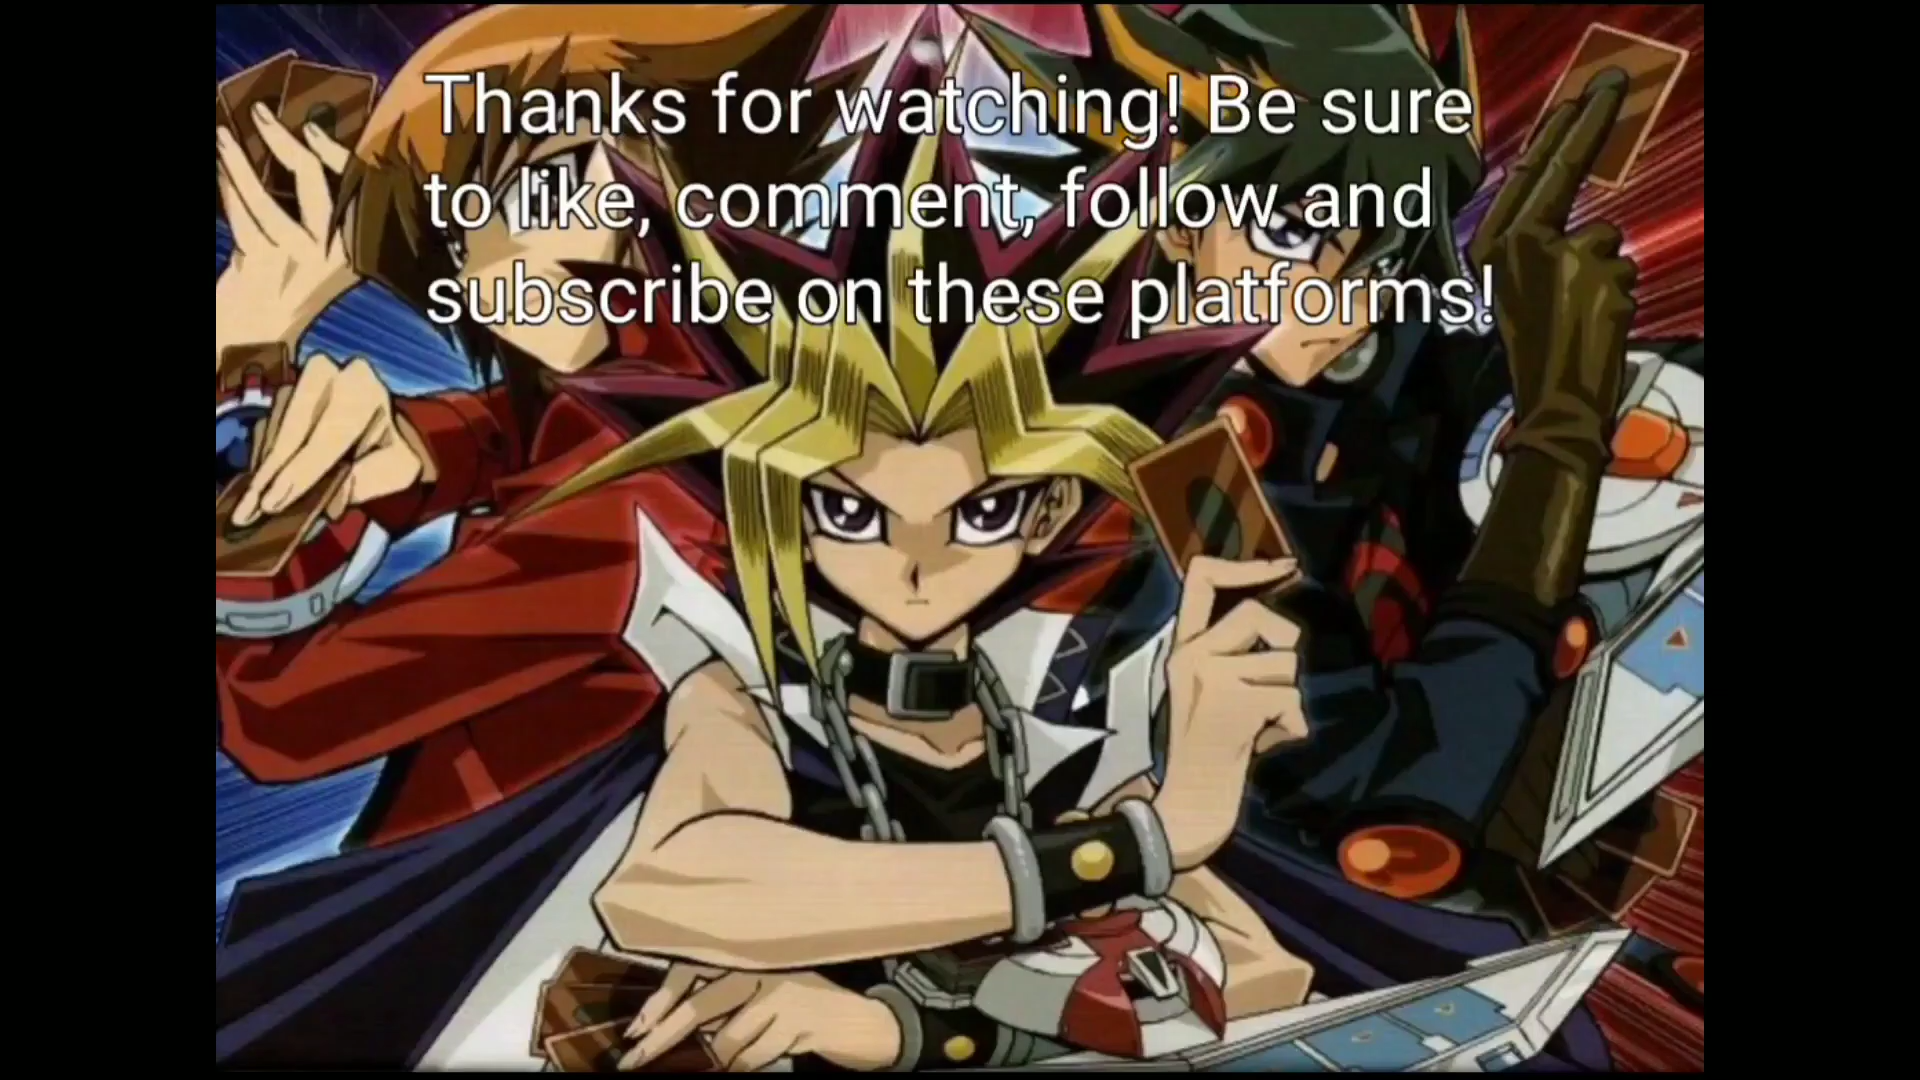 Thanks for watching! Be sure
to like, comment, follow and
subscribe on these platforms!